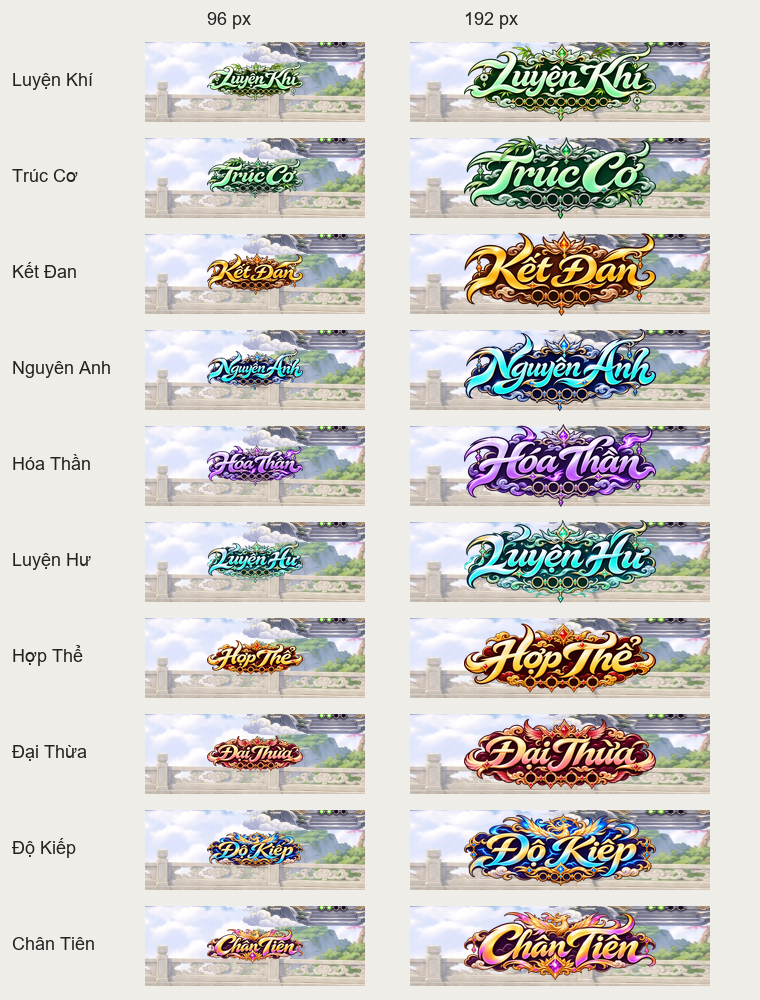 96 px 192 px
Luyện Khí Luyện Khí Luyện Khí
Trúc Cơ Trúc Cơ Trúc Cơ
Kết Đan Kết Đan Kết Đan
Nguyên Anh Nguyên Anh Nguyên Anh
Hóa Thần Hóa Thần Hóa Thần
Luyện Hư Luyện Hư Luyện Hư
Hợp Thể Hợp Thể Hợp Thể
Đại Thừa Đại Thừa Đại Thừa
Độ Kiếp Độ Kiếp Độ Kiếp
Chân Tiên Chân Tiên Chân Tiên